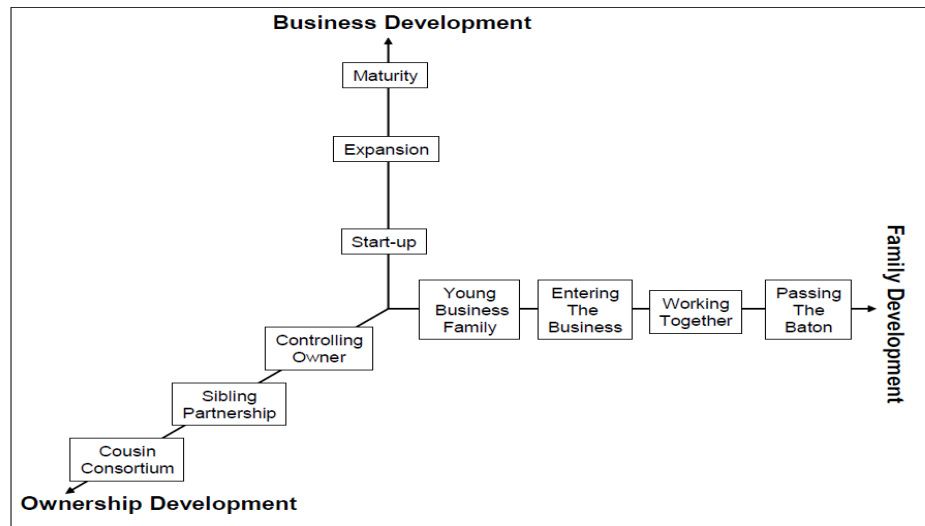 Business Development
Maturity
Expansion
Start-up
Young
Business
Family
Entering
The
Business
Working
Together
Passing
The
Baton
Family Development
Controlling
Owner
Sibling
Partnership
Cousin
Consortium
Ownership Development